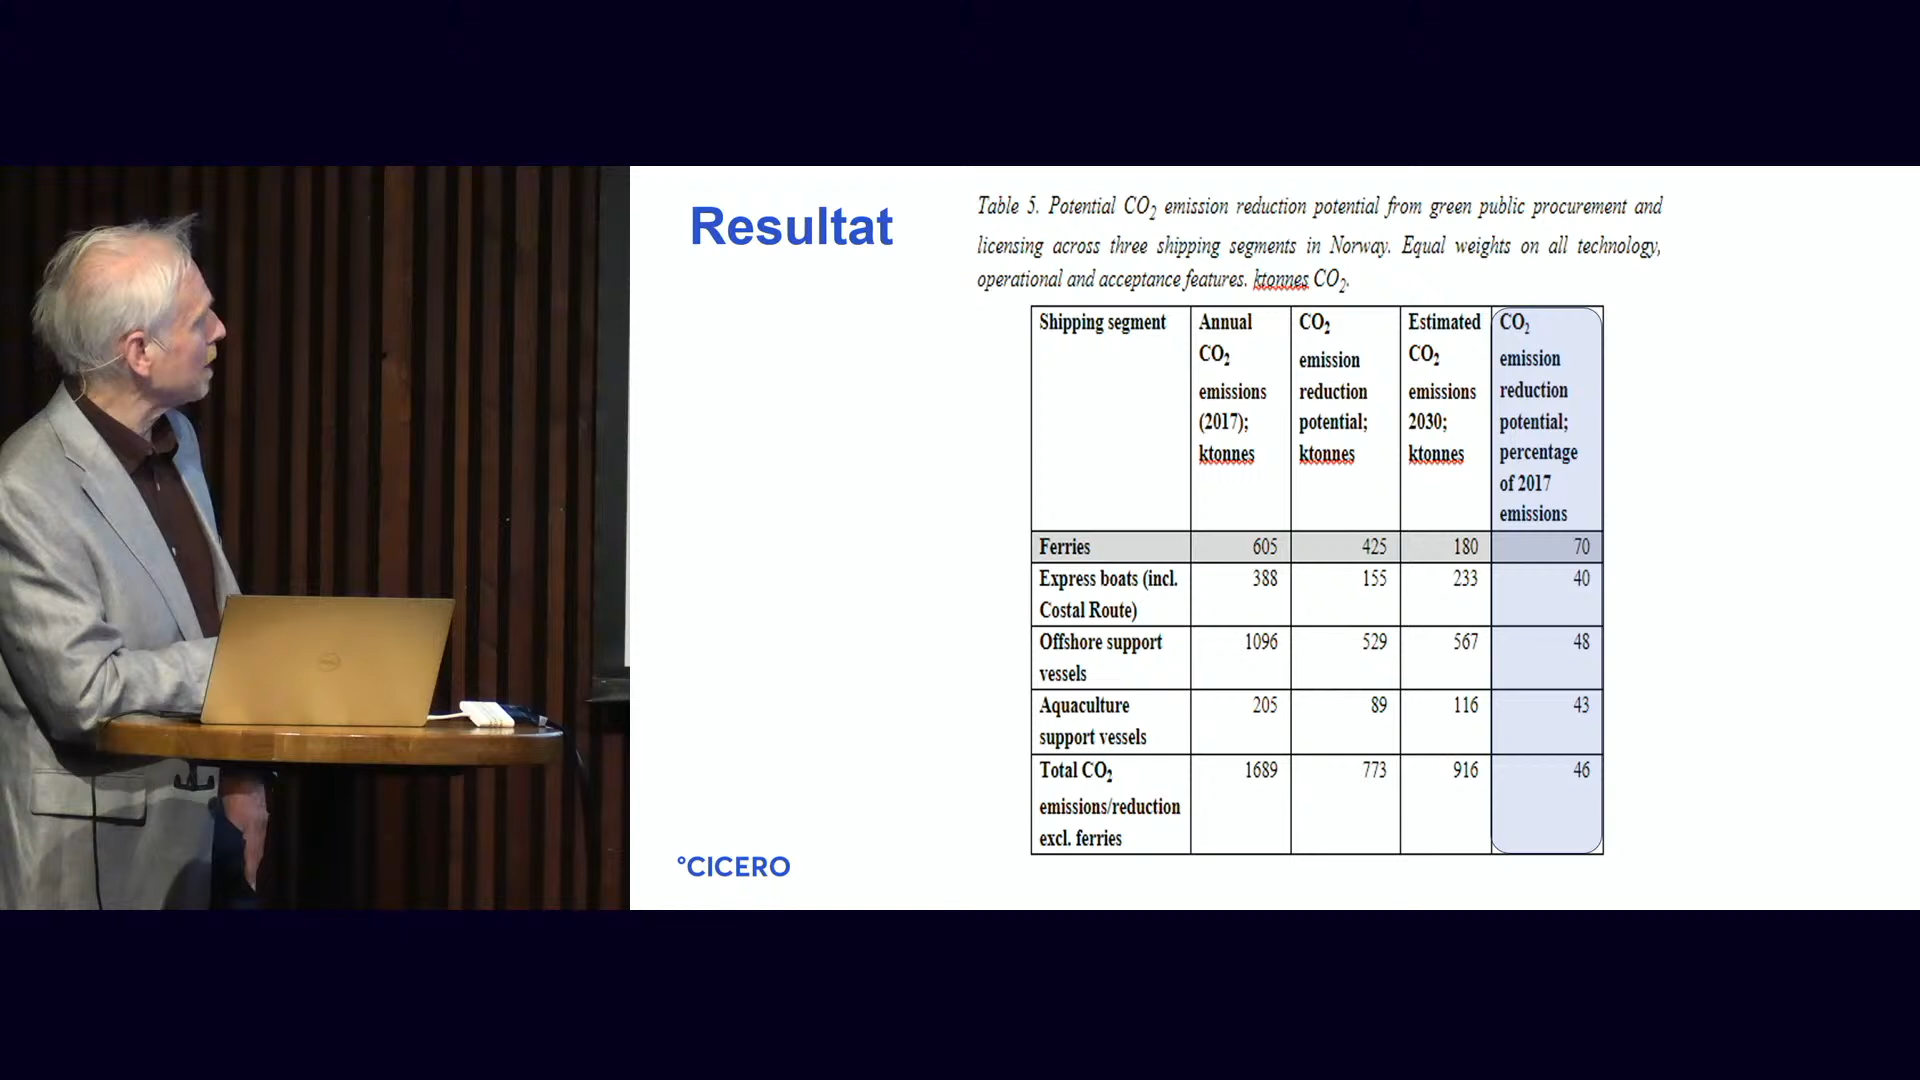 Resultat
Table 5. Potential CO2 emission reduction potential from green public procurement and
licensing across three shipping segments in Norway. Equal weights on all technology,
operational and acceptance features. ktonnes CO2.
Shipping segment
Annual
CO2
emissions
(2017);
ktonnes
CO2
emission
reduction
potential;
ktonnes
Estimated
CO2
emissions
2030;
ktonnes
CO2
emission
reduction
potential;
percentage
of 2017
emissions
Ferries 605 425 180 70
Express boats (incl. 388 155 233 40
Costal Route)
Offshore support 1096 529 567 48
vessels
Aquaculture 205 89 116 43
support vessels
Total CO2 1689 773 916 46
emissions/reduction
excl. ferries
°CICERO